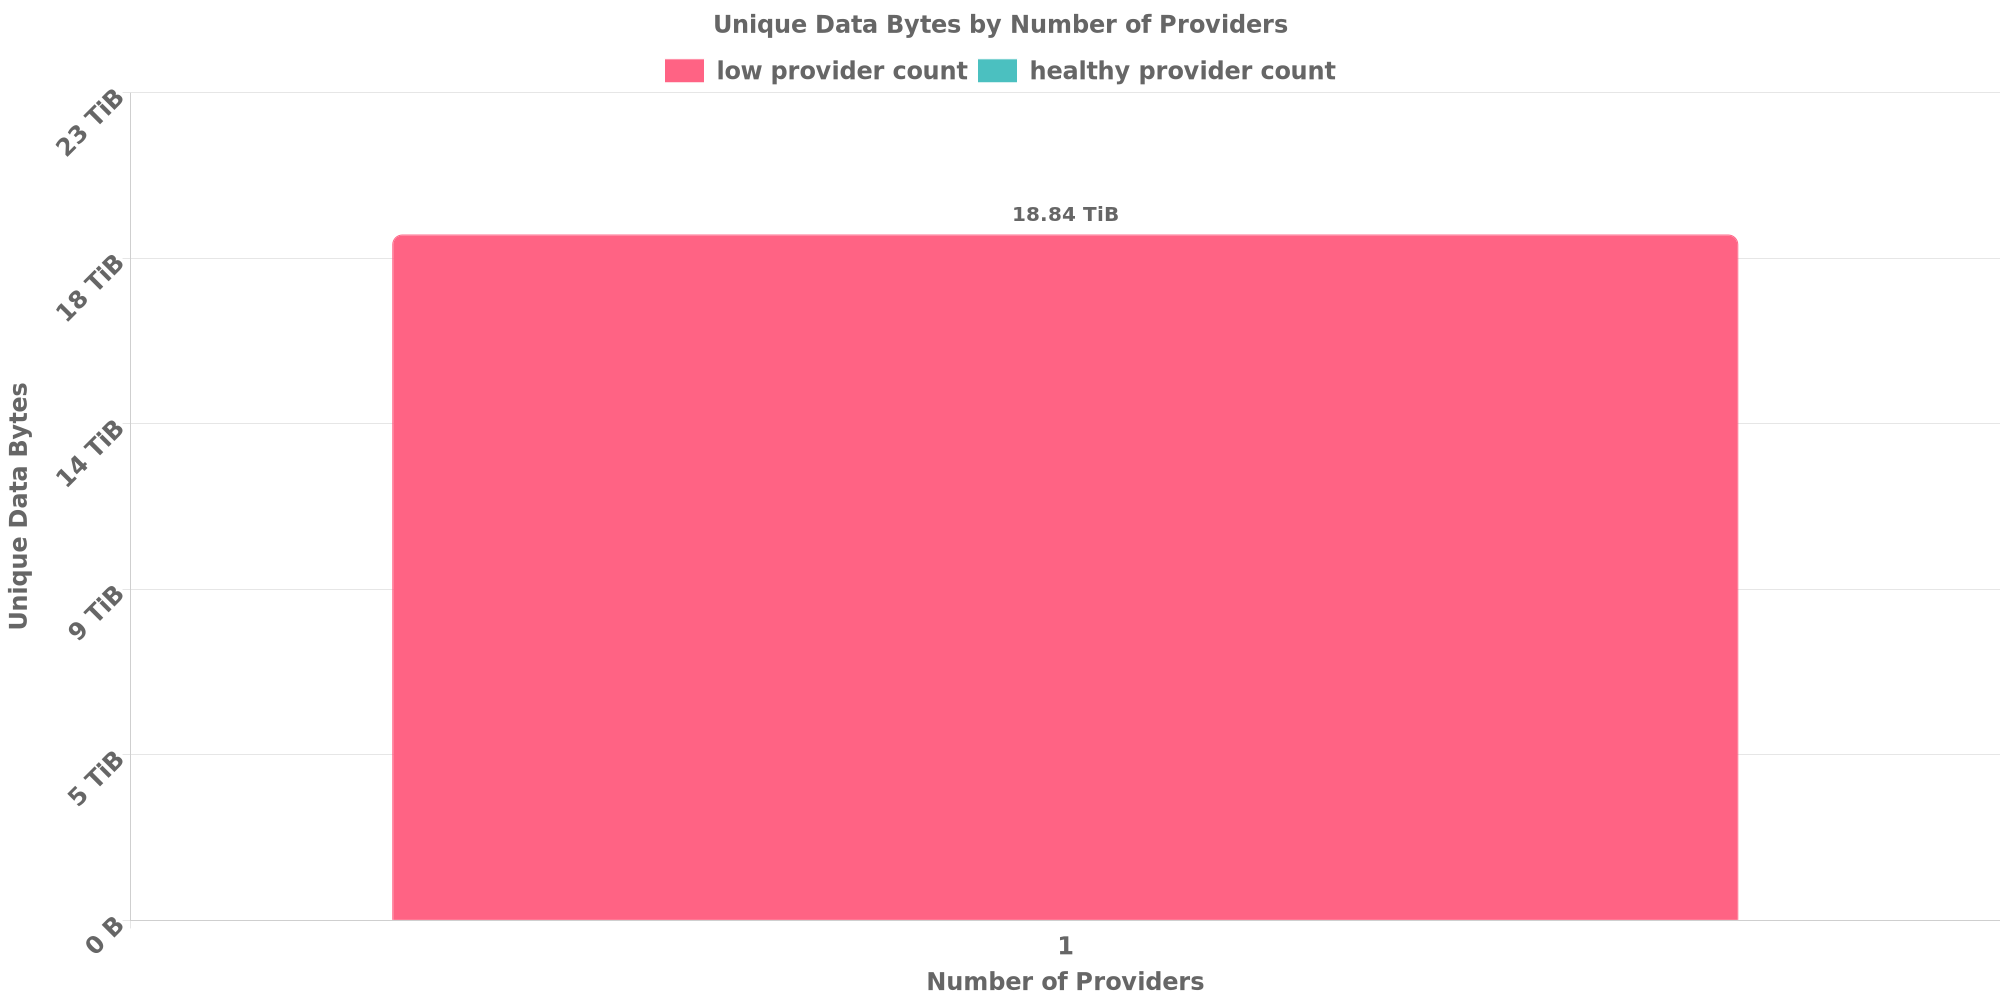 Unique Data Bytes by Number of Providers
low provider count healthy provider count
23 TiB
18.84 TiB
18 TiB
14 TiB
9 TiB
5 TiB
0 B
Unique Data Bytes
1
Number of Providers